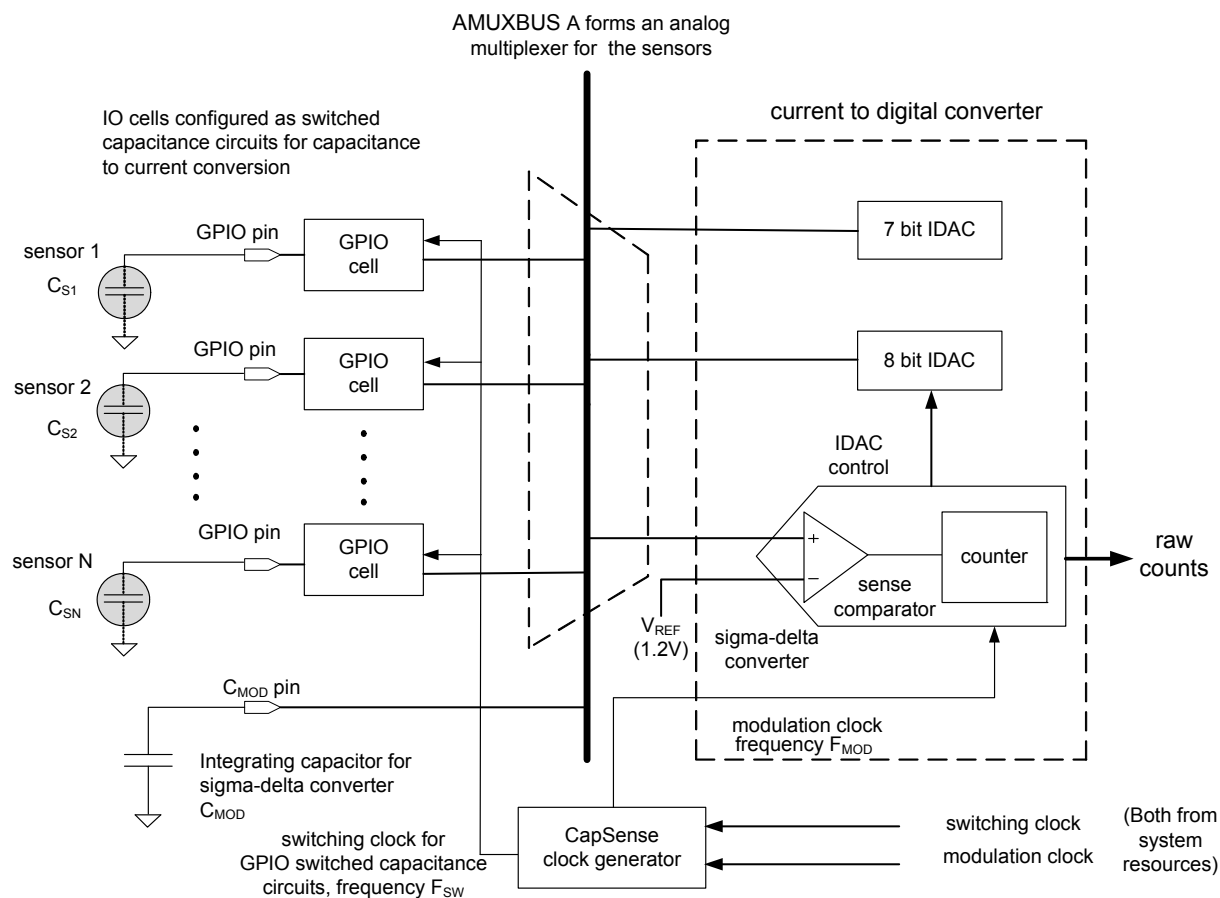 AMUXBUS A forms an analog
multiplexer for the sensors
IO cells configured as switched
capacitance circuits for capacitance
to current conversion
current to digital converter
sensor 1
CS1
GPIO pin
GPIO
cell
7 bit IDAC
sensor 2
CS2
GPIO pin
GPIO
cell
8 bit IDAC
IDAC
control
sensor N
CSN
GPIO pin
GPIO
cell
+
−
sense
comparator
counter
raw
counts
VREF
(1.2V)
sigma-delta
converter
CMOD pin
Integrating capacitor for
sigma-delta converter
CMOD
modulation clock
frequency FMOD
switching clock for
GPIO switched capacitance
circuits, frequency FSW
CapSense
clock generator
switching clock
modulation clock
(Both from
system
resources)